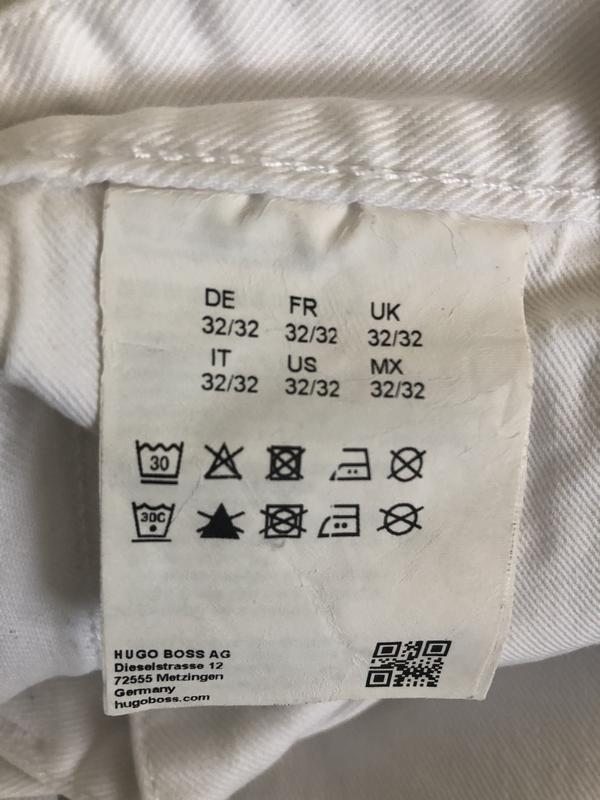 DE FR UK
32/32 32/32 32/32
IT US MX
32/32 32/32 32/32
30
30C
HUGO BOSS AG
Dieselstrasse 12
72555 Metzingen
Germany
hugoboss.com